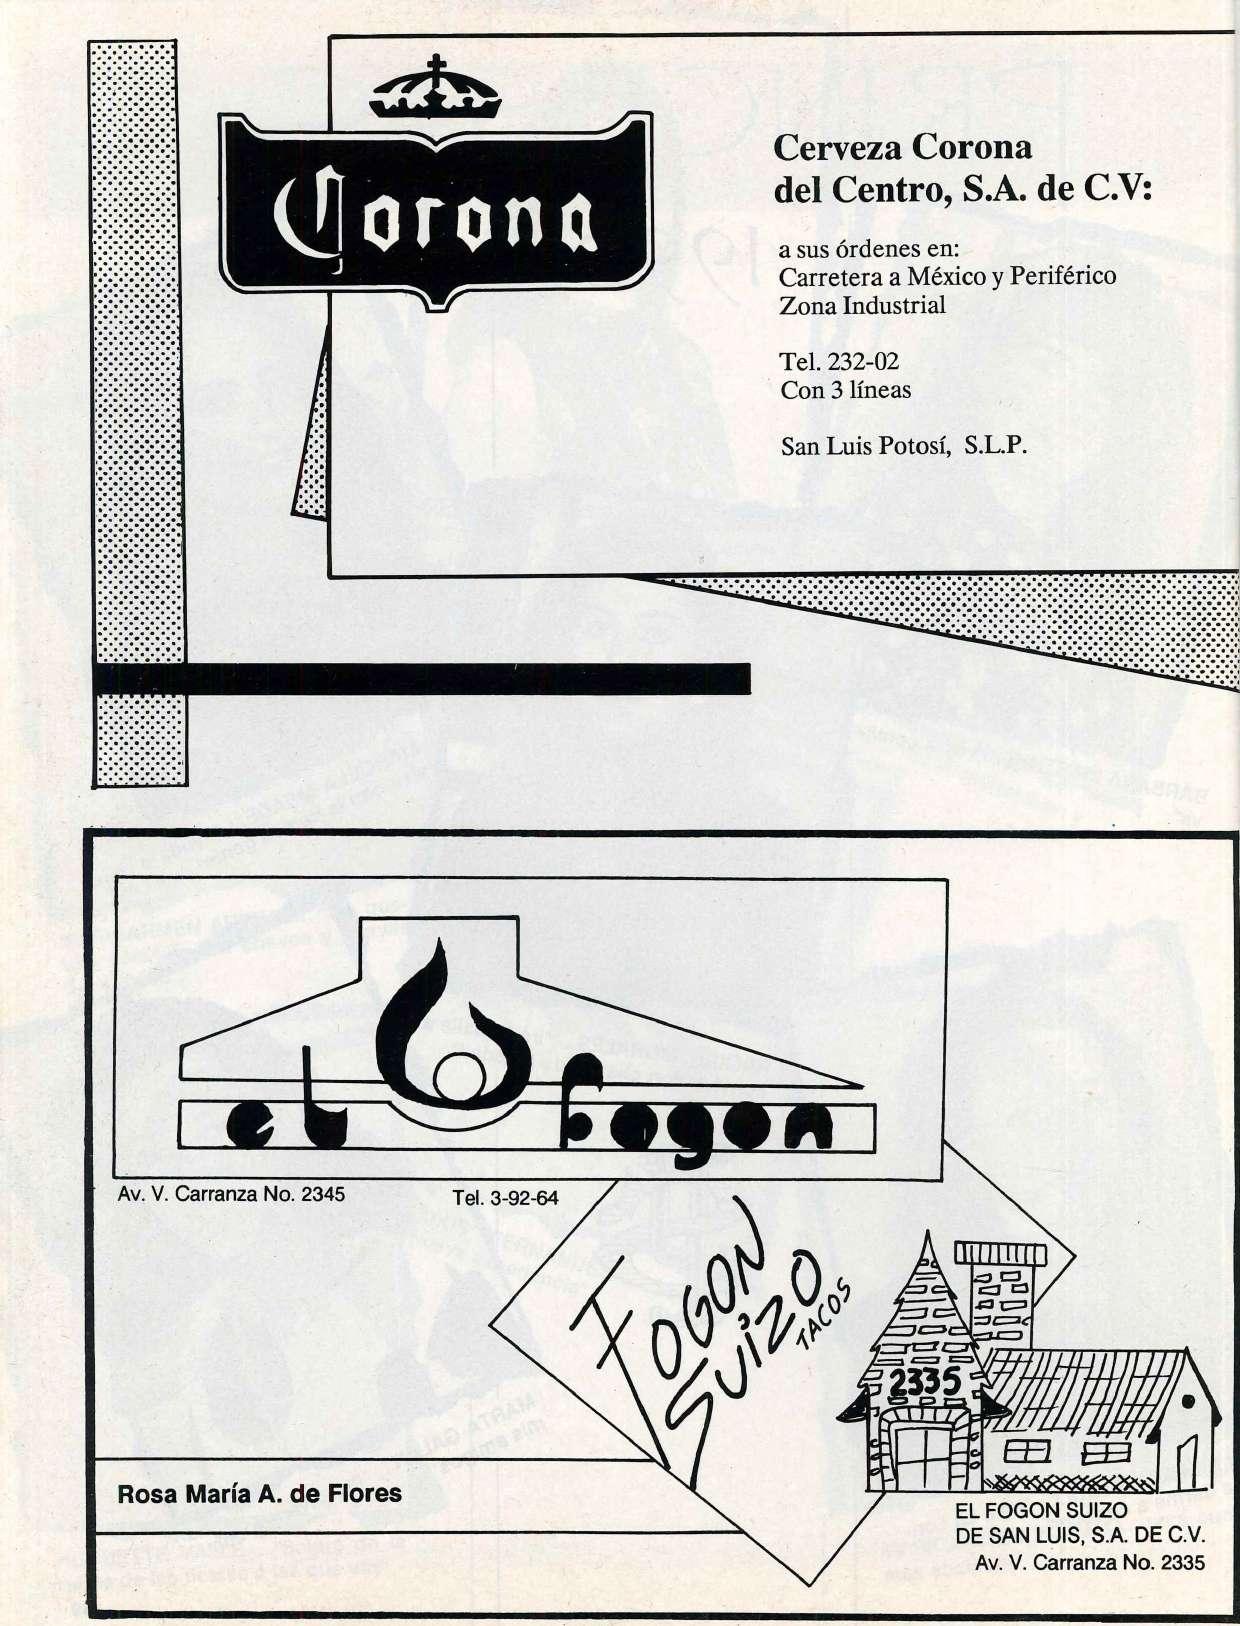 Corona
Cerveza Corona
del Centro, S.A. de C.V:
a sus órdenes en:
Carretera a México y Periférico
Zona Industrial
Tel. 232-02
Con 3 líneas
San Luis Potosí, S.L.P.
el fogon
Av. V. Carranza No. 2345
Tel. 3-92-64
FOGON
SUIZO
TACOS
2335
Rosa María A. de Flores
EL FOGON SUIZO
DE SAN LUIS, S.A. DE C.V.
Av. V. Carranza No. 2335